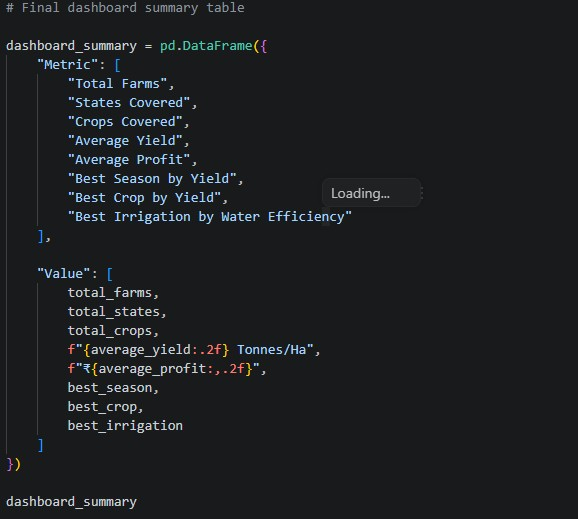 # Final dashboard summary table
dashboard_summary = pd.DataFrame({
    "Metric": [
        "Total Farms",
        "States Covered",
        "Crops Covered",
        "Average Yield",
        "Average Profit",
        "Best Season by Yield",
        "Best Crop by Yield",
Loading...
        "Best Irrigation by Water Efficiency"
    ],
    "Value": [
        total_farms,
        total_states,
        total_crops,
        f"{average_yield:.2f} Tonnes/Ha",
        f"₹{average_profit:,.2f}",
        best_season,
        best_crop,
        best_irrigation
    ]
})
dashboard_summary